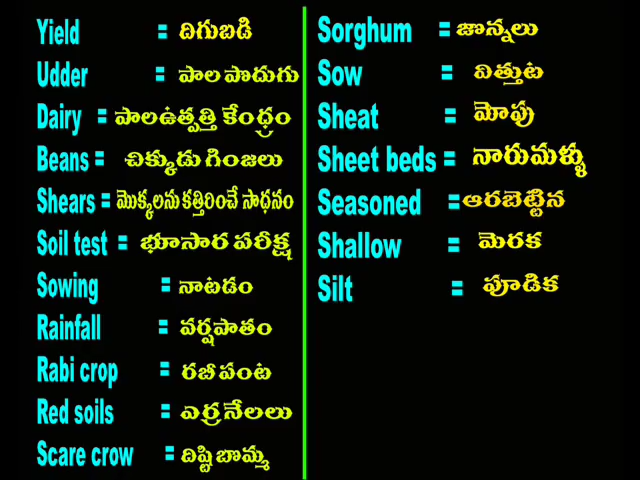 Yield = దిగుబడి
Udder = పాల పొదుగు
Dairy = పాలఉత్పత్తి కేంధ్రం
Beans = చిక్కుడు గింజలు
Shears = మొక్కలను కత్తిరించే సాధనం
Soil test = భూసార పరీక్ష
Sowing = నాటడం
Rainfall = వర్షపాతం
Rabi crop = రబీ పంట
Red soils = ఎర్ర నేలలు
Scare crow = దిష్టి బొమ్మ
Sorghum = జొన్నలు
Sow = విత్తుట
Sheat = మోపు
Sheet beds = నారుమళ్ళు
Seasoned = ఆరబెట్టిన
Shallow = మెరక
Silt = పూడిక